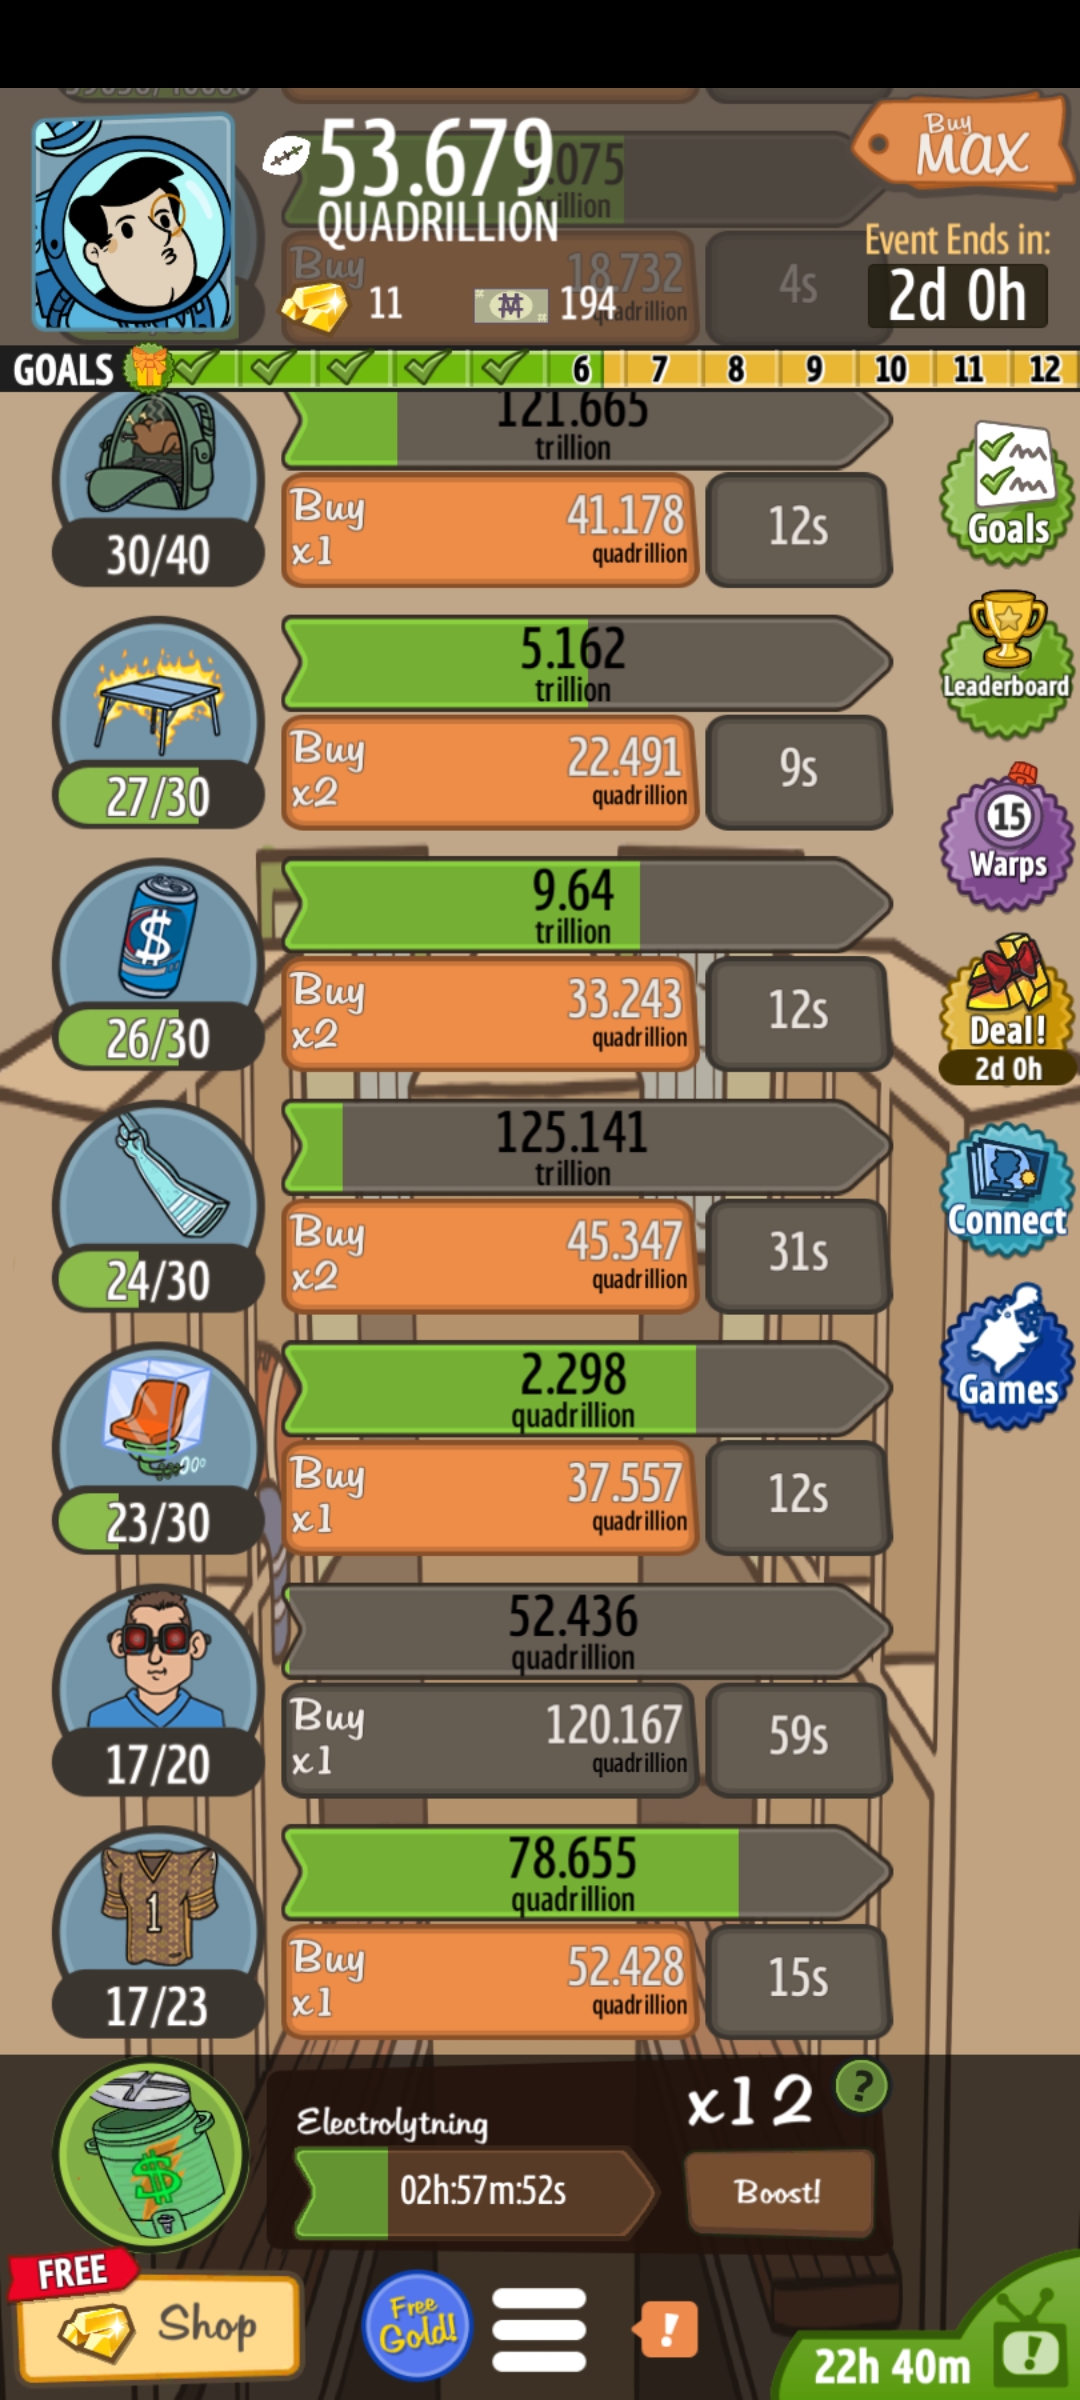 53.679
QUADRILLION
11
194
Buy
MAX
Event Ends in:
2d 0h
1.075
trillion
Buy
18.732
quadrillion
4s
GOALS
6 7 8 9 10 11 12
121.665
trillion
30/40
Buy
x1
41.178
quadrillion
12s
Goals
5.162
trillion
27/30
Buy
x2
22.491
quadrillion
9s
Leaderboard
15
Warps
9.64
trillion
$
26/30
Buy
x2
33.243
quadrillion
12s
Deal!
2d 0h
125.141
trillion
24/30
Buy
x2
45.347
quadrillion
31s
Connect
2.298
quadrillion
23/30
Buy
x1
37.557
quadrillion
12s
Games
52.436
quadrillion
17/20
Buy
x1
120.167
quadrillion
59s
78.655
quadrillion
1
17/23
Buy
x1
52.428
quadrillion
15s
Electrolytning
x12
?
$
02h:57m:52s
Boost!
FREE
Shop
Free
Gold!
!
22h 40m
!